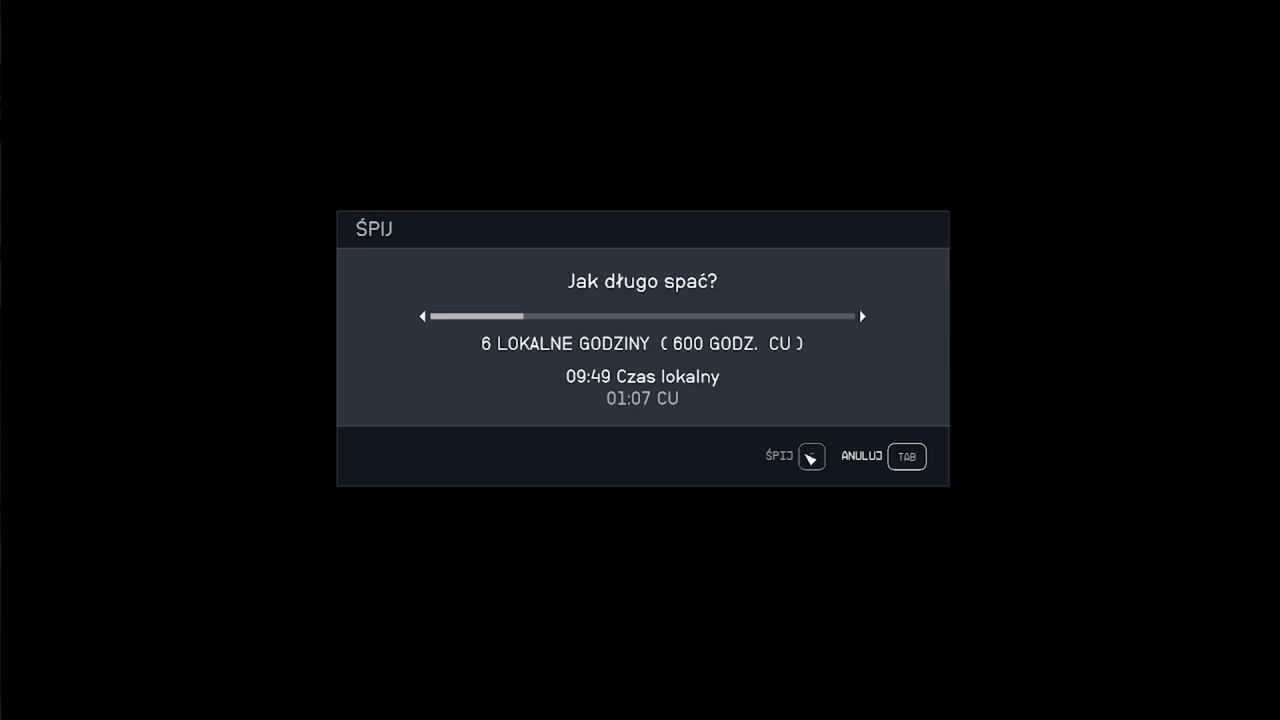 ŚPIJ
Jak długo spać?
6 LOKALNE GODZINY ( 600 GODZ. CU )
09:49 Czas lokalny
01:07 CU
ŚPIJ ANULUJ TAB